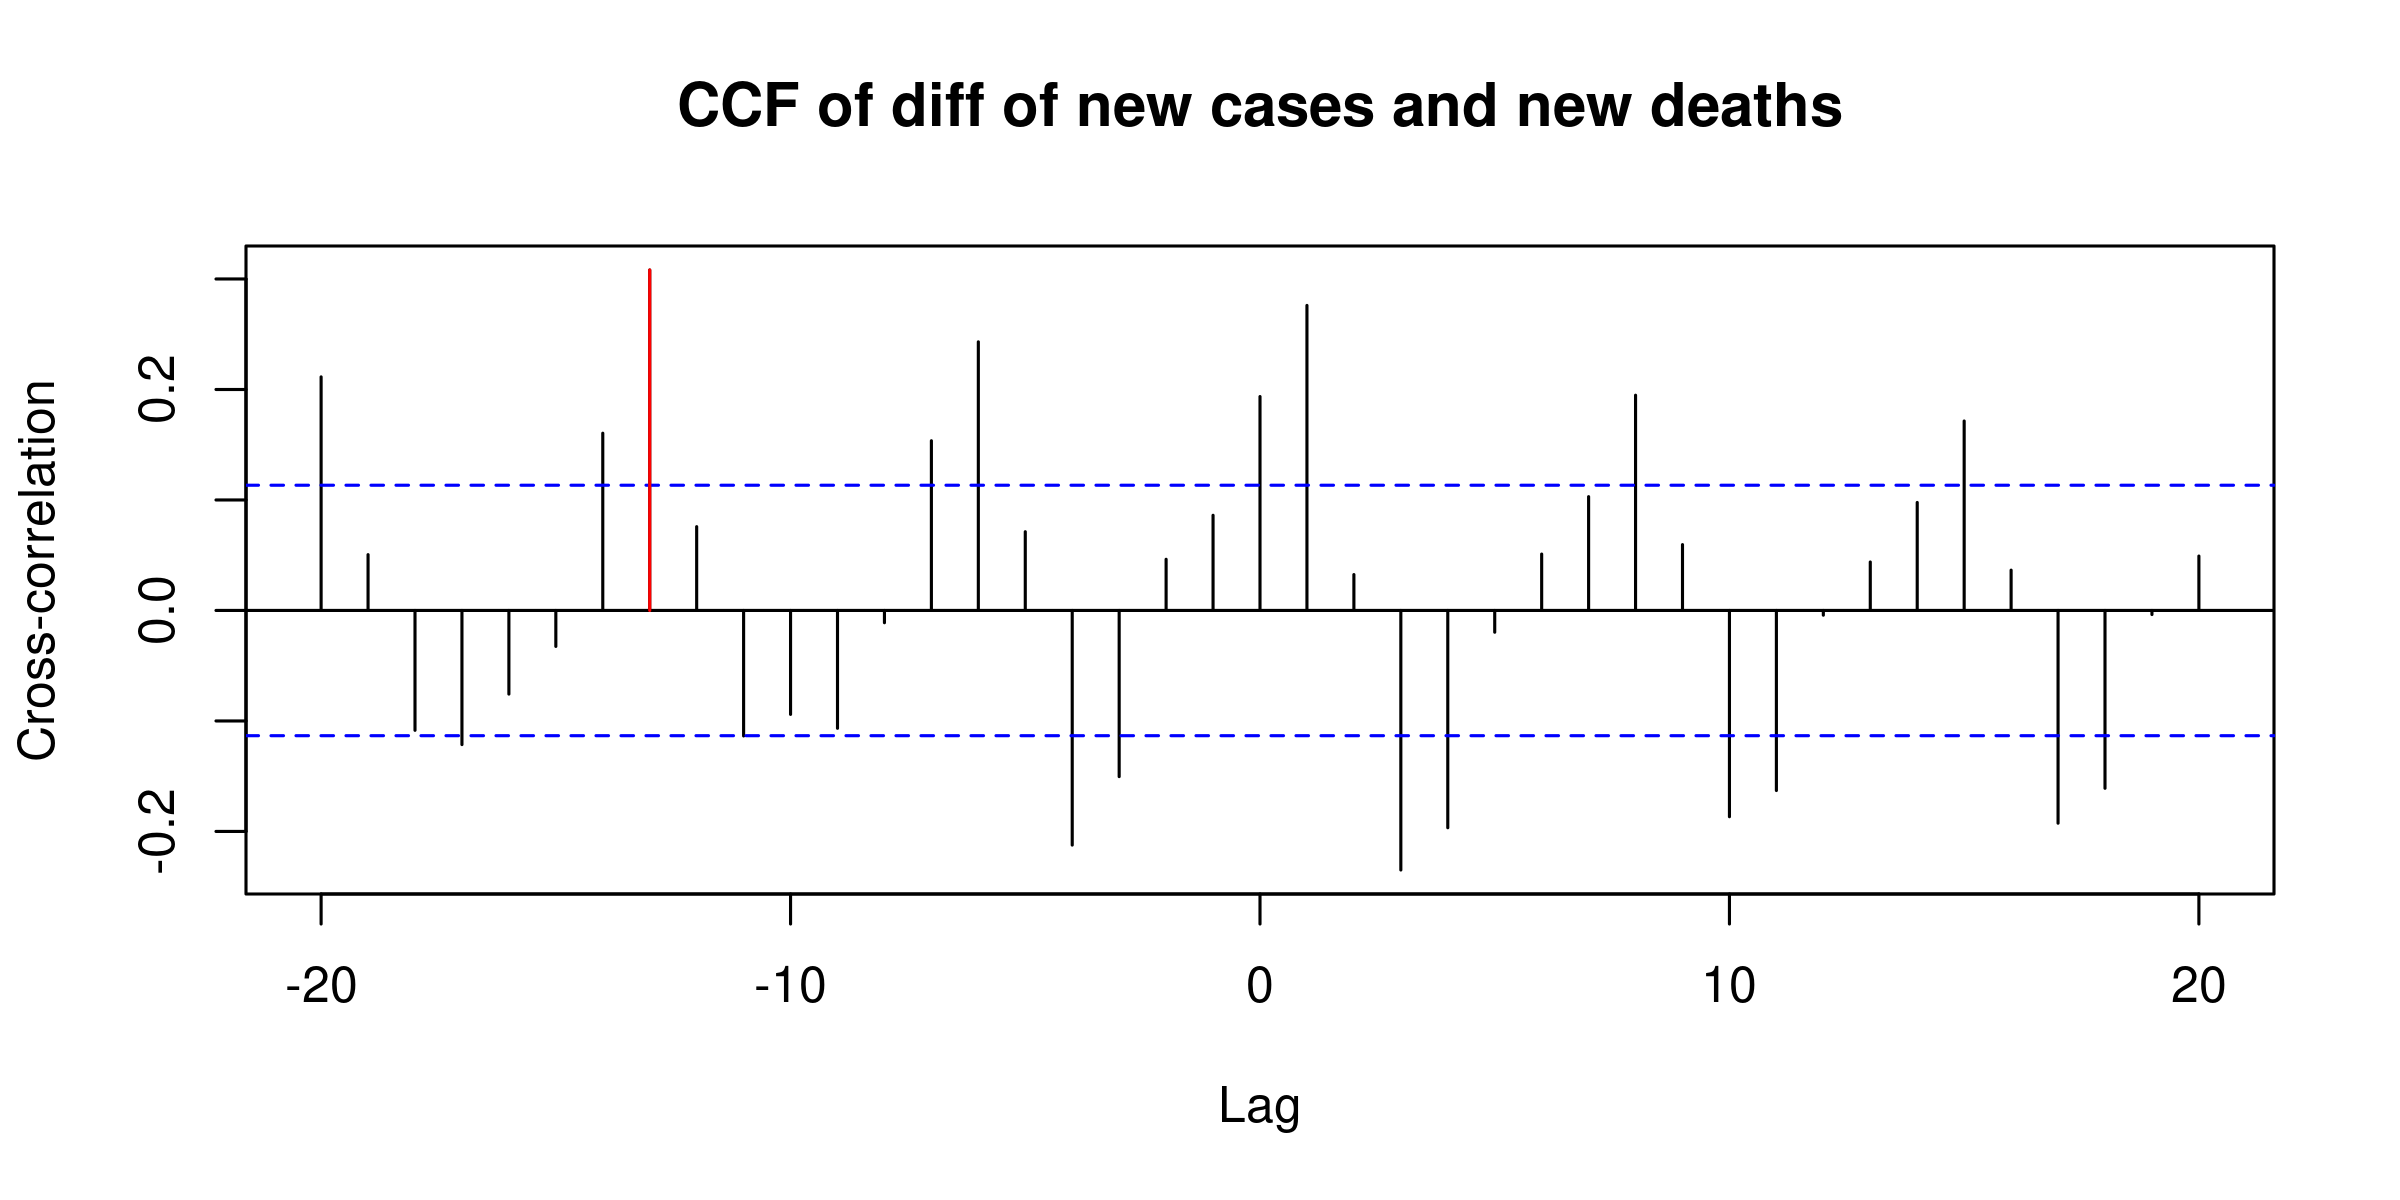 CCF of diff of new cases and new deaths
Cross-correlation
0.2
0.0
-0.2
-20 -10 0 10 20
Lag